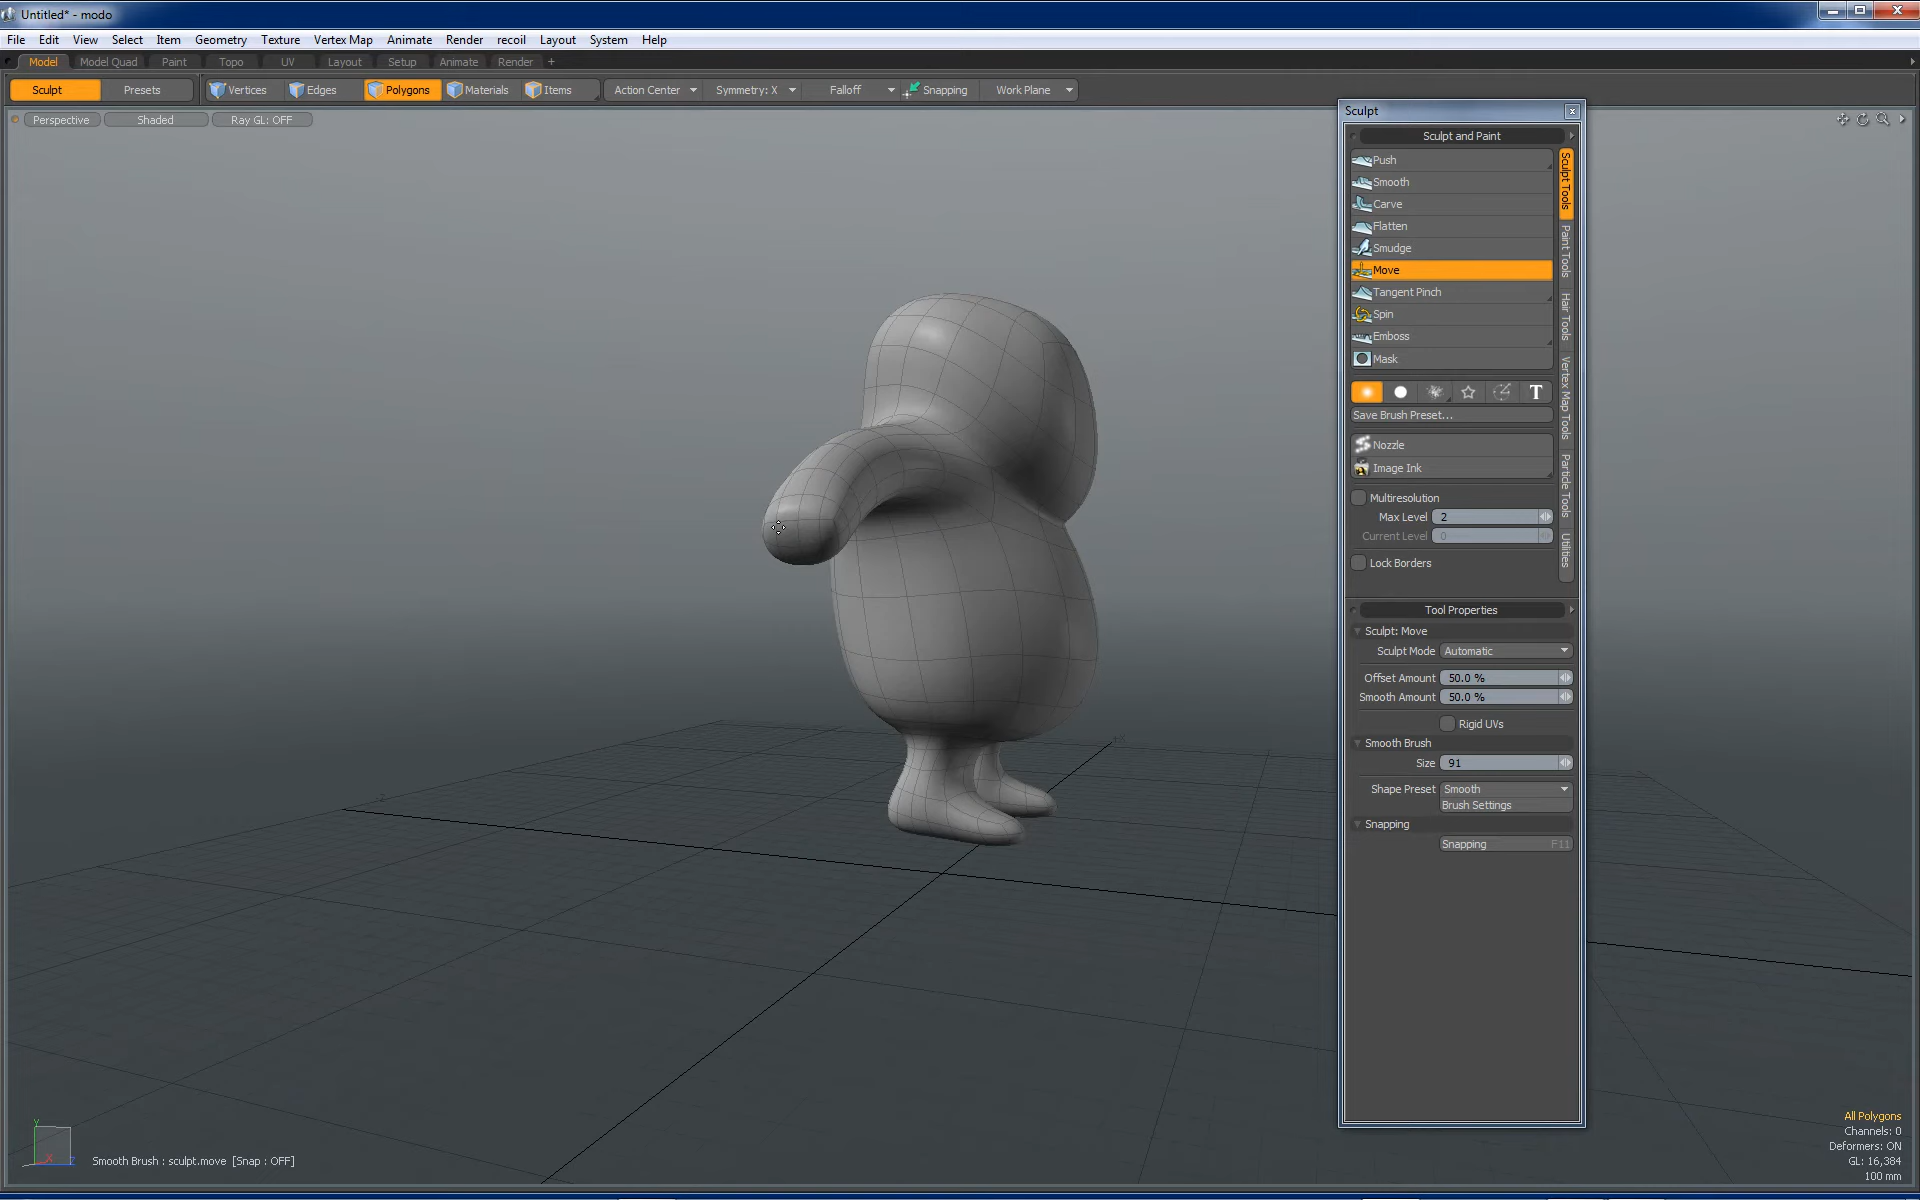 Untitled* - modo
File Edit View Select Item Geometry Texture Vertex Map Animate Render recoil Layout System Help
Model Model Quad Paint Topo UV Layout Setup Animate Render +
Sculpt Presets Vertices Edges Polygons Materials Items Action Center Symmetry: X Falloff Snapping Work Plane
Perspective Shaded Ray GL: OFF
Sculpt
Sculpt and Paint
Push
Smooth
Carve
Flatten
Smudge
Move
Tangent Pinch
Spin
Emboss
Mask
T
Save Brush Preset...
Nozzle
Image Ink
Multiresolution
Max Level 2
Current Level 0
Lock Borders
Sculpt Tools
Paint Tools
Hair Tools
Vertex Map Tools
Particle Tools
Utilities
Tool Properties
Sculpt: Move
Sculpt Mode Automatic
Offset Amount 50.0 %
Smooth Amount 50.0 %
Rigid UVs
Smooth Brush
Size 91
Shape Preset Smooth
Brush Settings
Snapping
Snapping F11
Z
+X
Y
X
Z
Smooth Brush : sculpt.move [Snap : OFF]
All Polygons
Channels: 0
Deformers: ON
GL: 16,384
100 mm